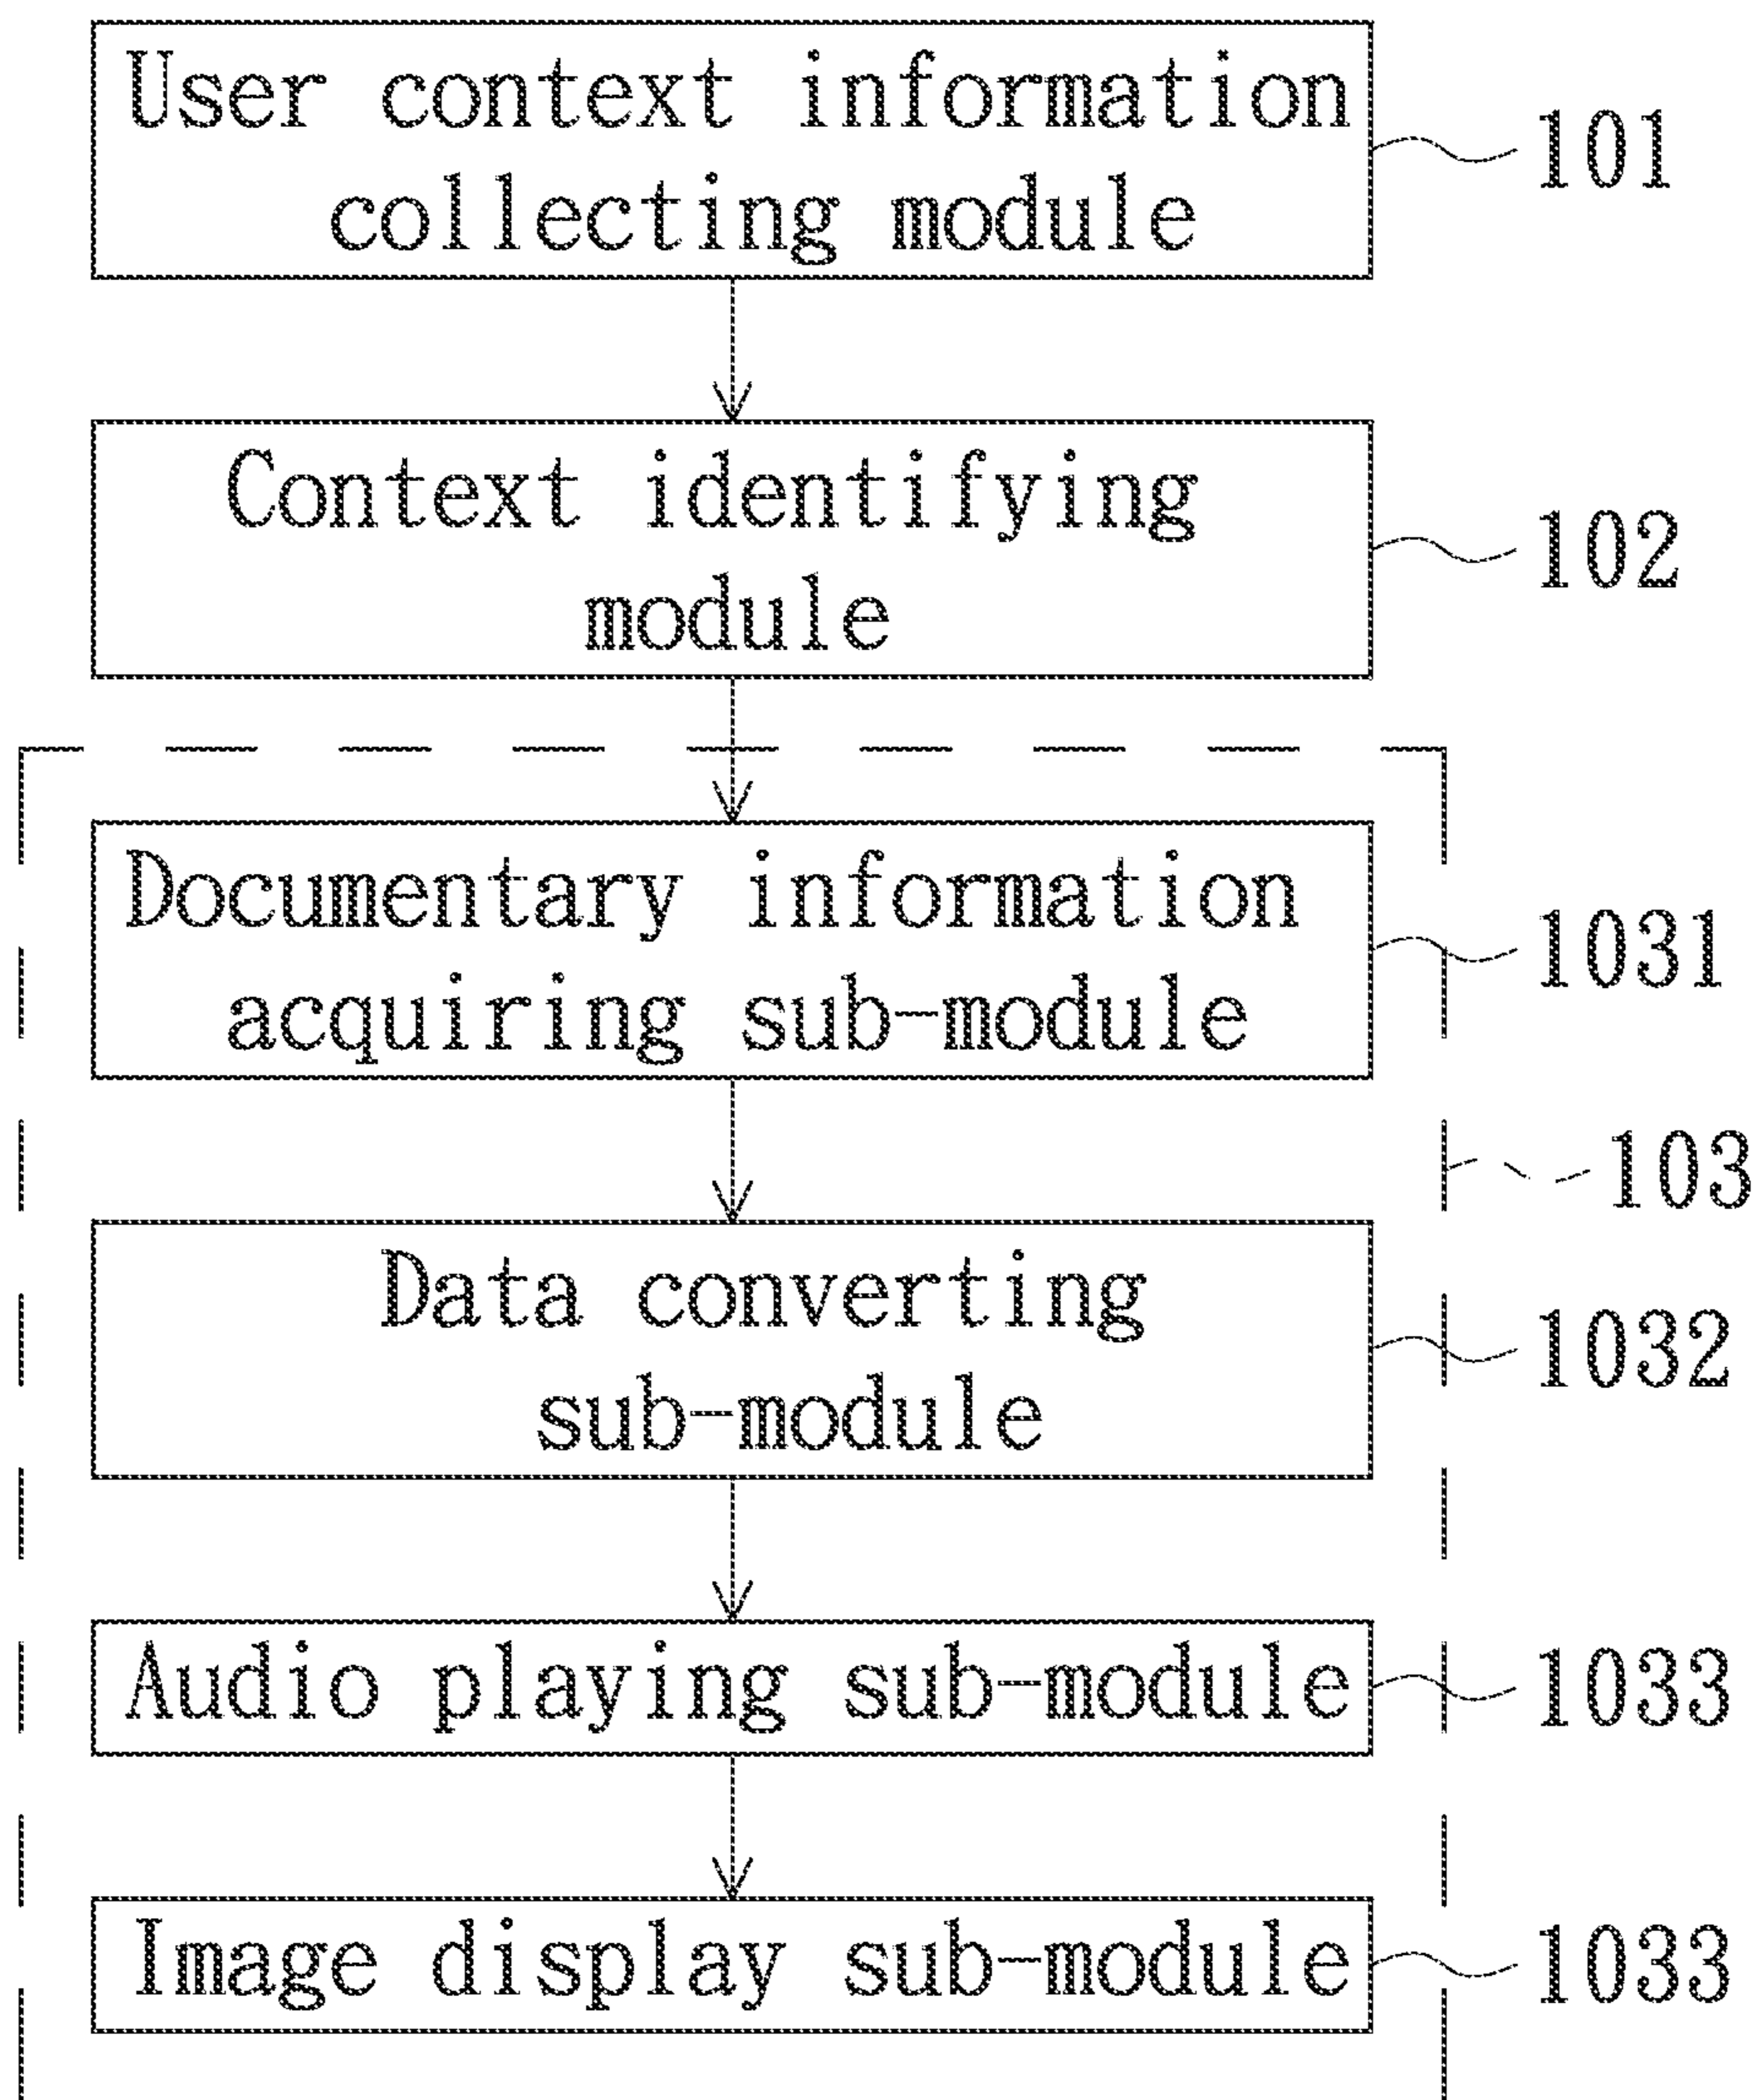 User context information
collecting module
101
Context identifying
module
102
Documentary information
acquiring sub-module
1031
103
Data converting
sub-module
1032
Audio playing sub-module
1033
Image display sub-module
1033